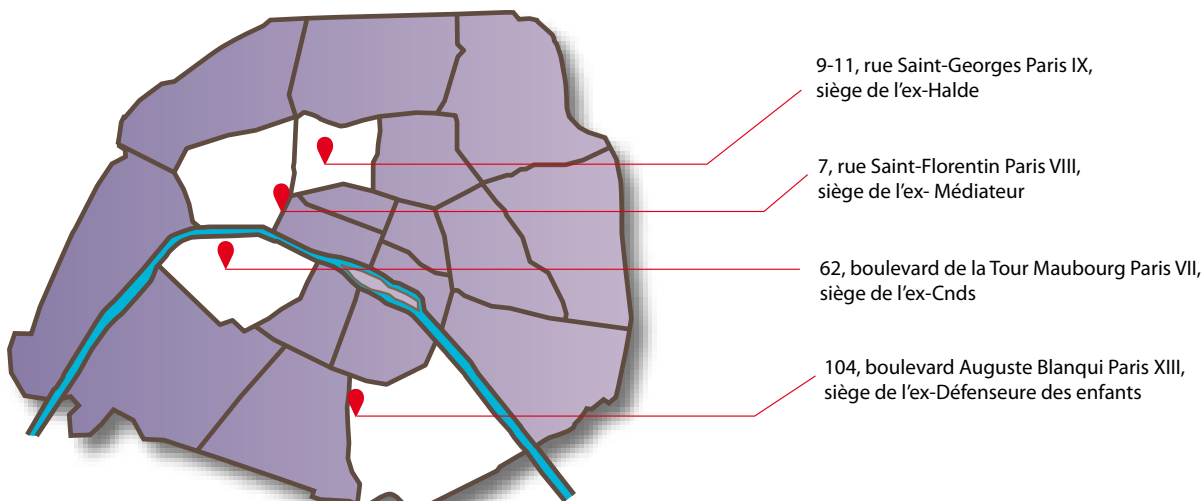 9-11, rue Saint-Georges Paris IX,
siège de l'ex-Halde
7, rue Saint-Florentin Paris VIII,
siège de l'ex- Médiateur
62, boulevard de la Tour Maubourg Paris VII,
siège de l'ex-Cnds
104, boulevard Auguste Blanqui Paris XIII,
siège de l'ex-Défenseure des enfants